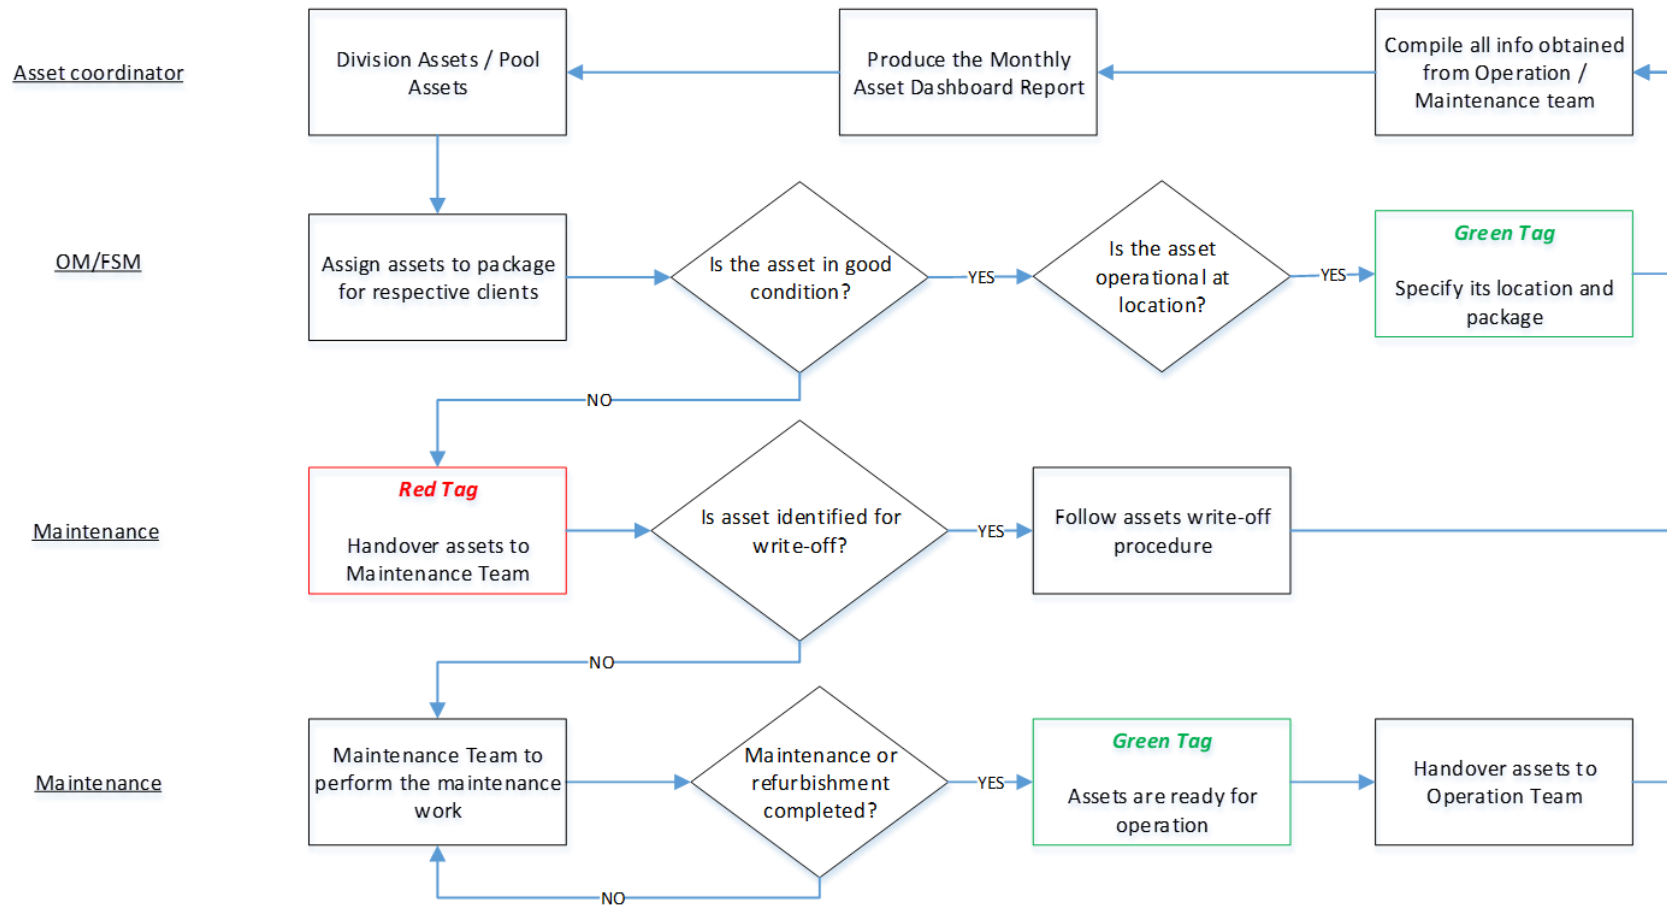 Asset coordinator
Division Assets / Pool
Assets
Produce the Monthly
Asset Dashboard Report
Compile all info obtained
from Operation /
Maintenance team
OM/FSM
Assign assets to package
for respective clients
Is the asset in good
condition?
YES
Is the asset
operational at
location?
YES
Green Tag
Specify its location and
package
NO
Maintenance
Red Tag
Handover assets to
Maintenance Team
Is asset identified for
write-off?
YES
Follow assets write-off
procedure
NO
Maintenance
Maintenance Team to
perform the maintenance
work
Maintenance or
refurbishment
completed?
YES
Green Tag
Assets are ready for
operation
Handover assets to
Operation Team
NO